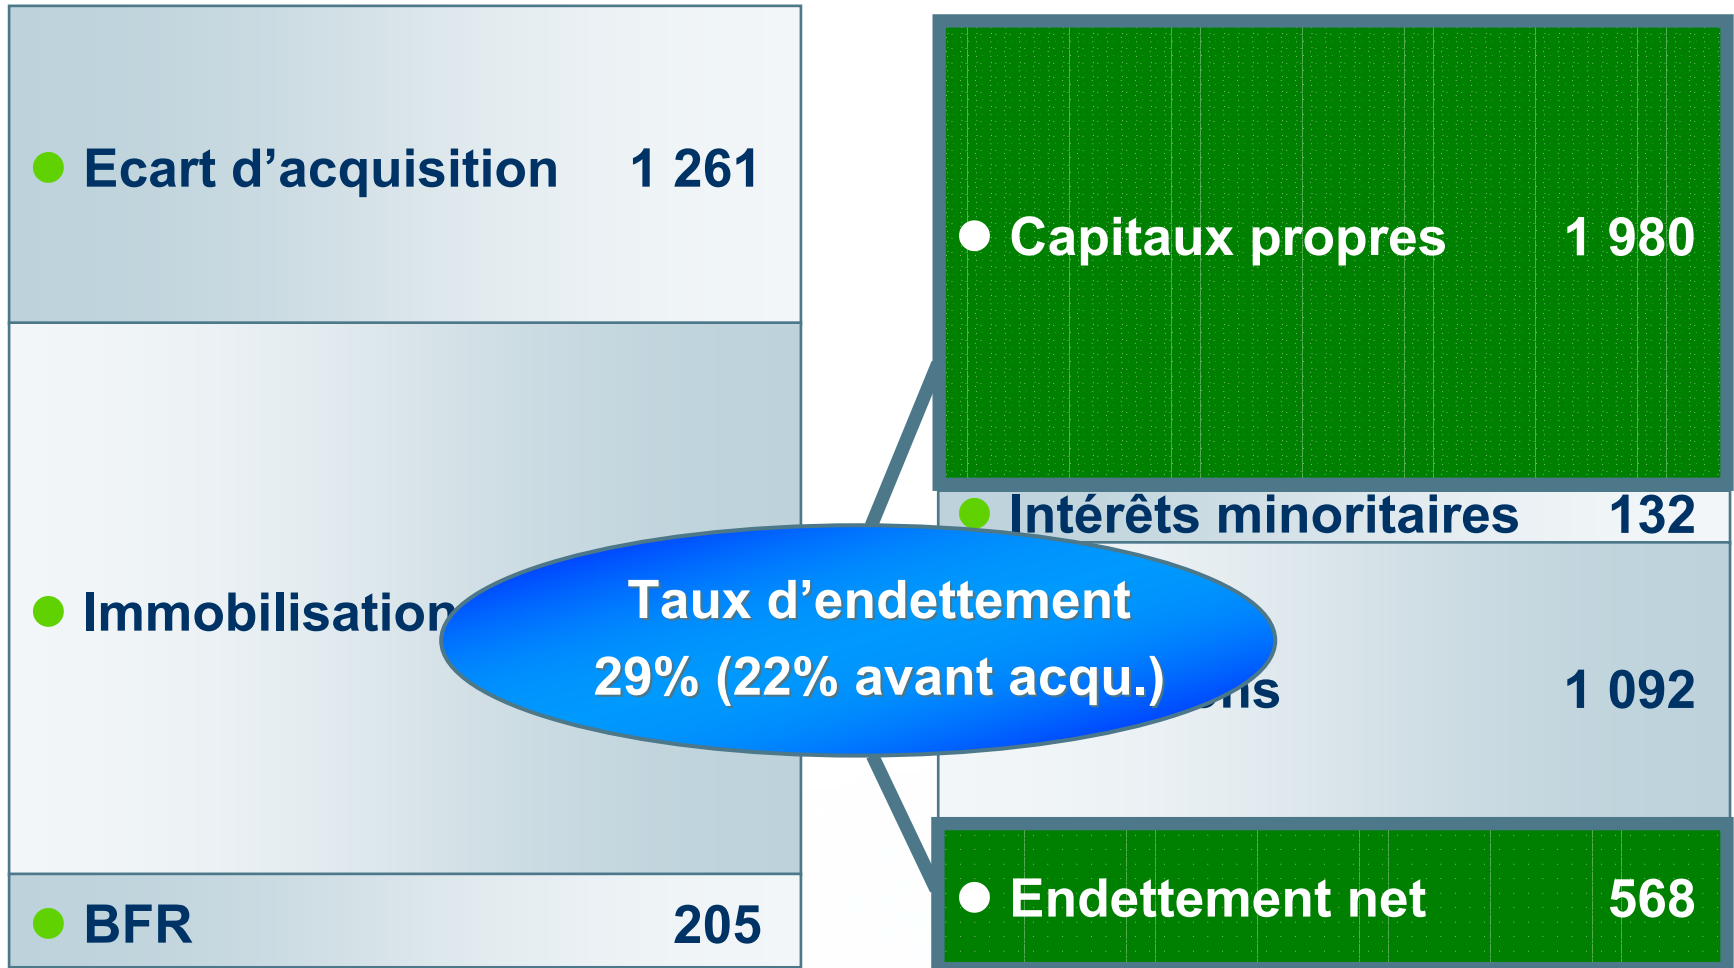 Ecart d’acquisition 1 261
Immobilisation
BFR 205
Capitaux propres 1 980
Intérêts minoritaires 132
1 092
Endettement net 568
Taux d’endettement
29% (22% avant acqu.)